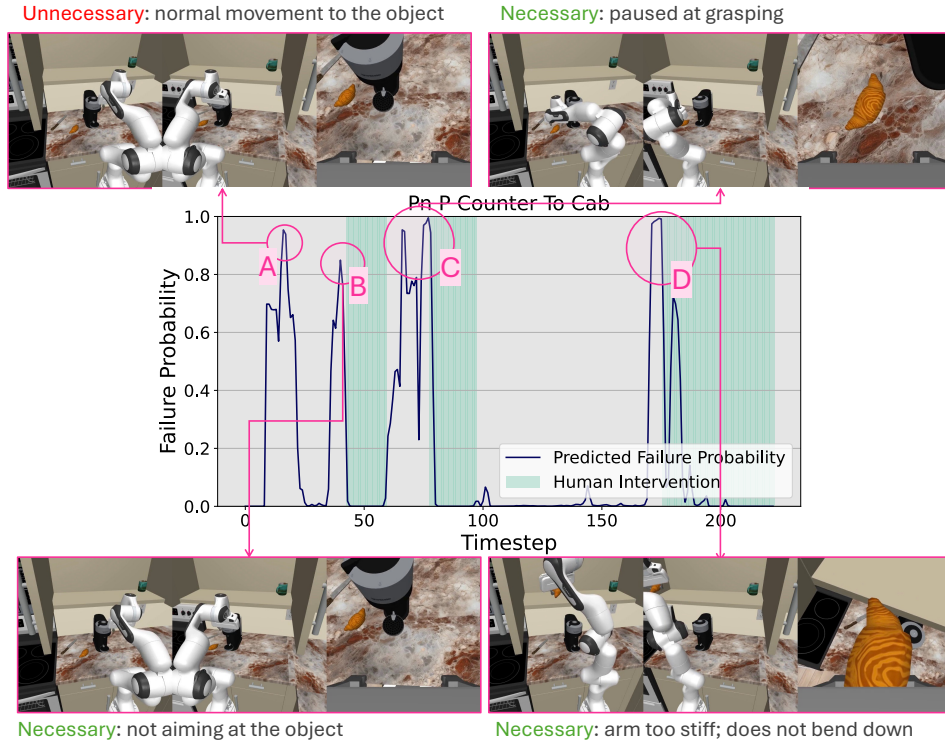 Unnecessary: normal movement to the object
Necessary: paused at grasping
Pn P Counter To Cab
Failure Probability
1.0
0.8
0.6
0.4
0.2
0.0
A
B
C
D
Predicted Failure Probability
Human Intervention
0
50
100
150
200
Timestep
Necessary: not aiming at the object
Necessary: arm too stiff; does not bend down